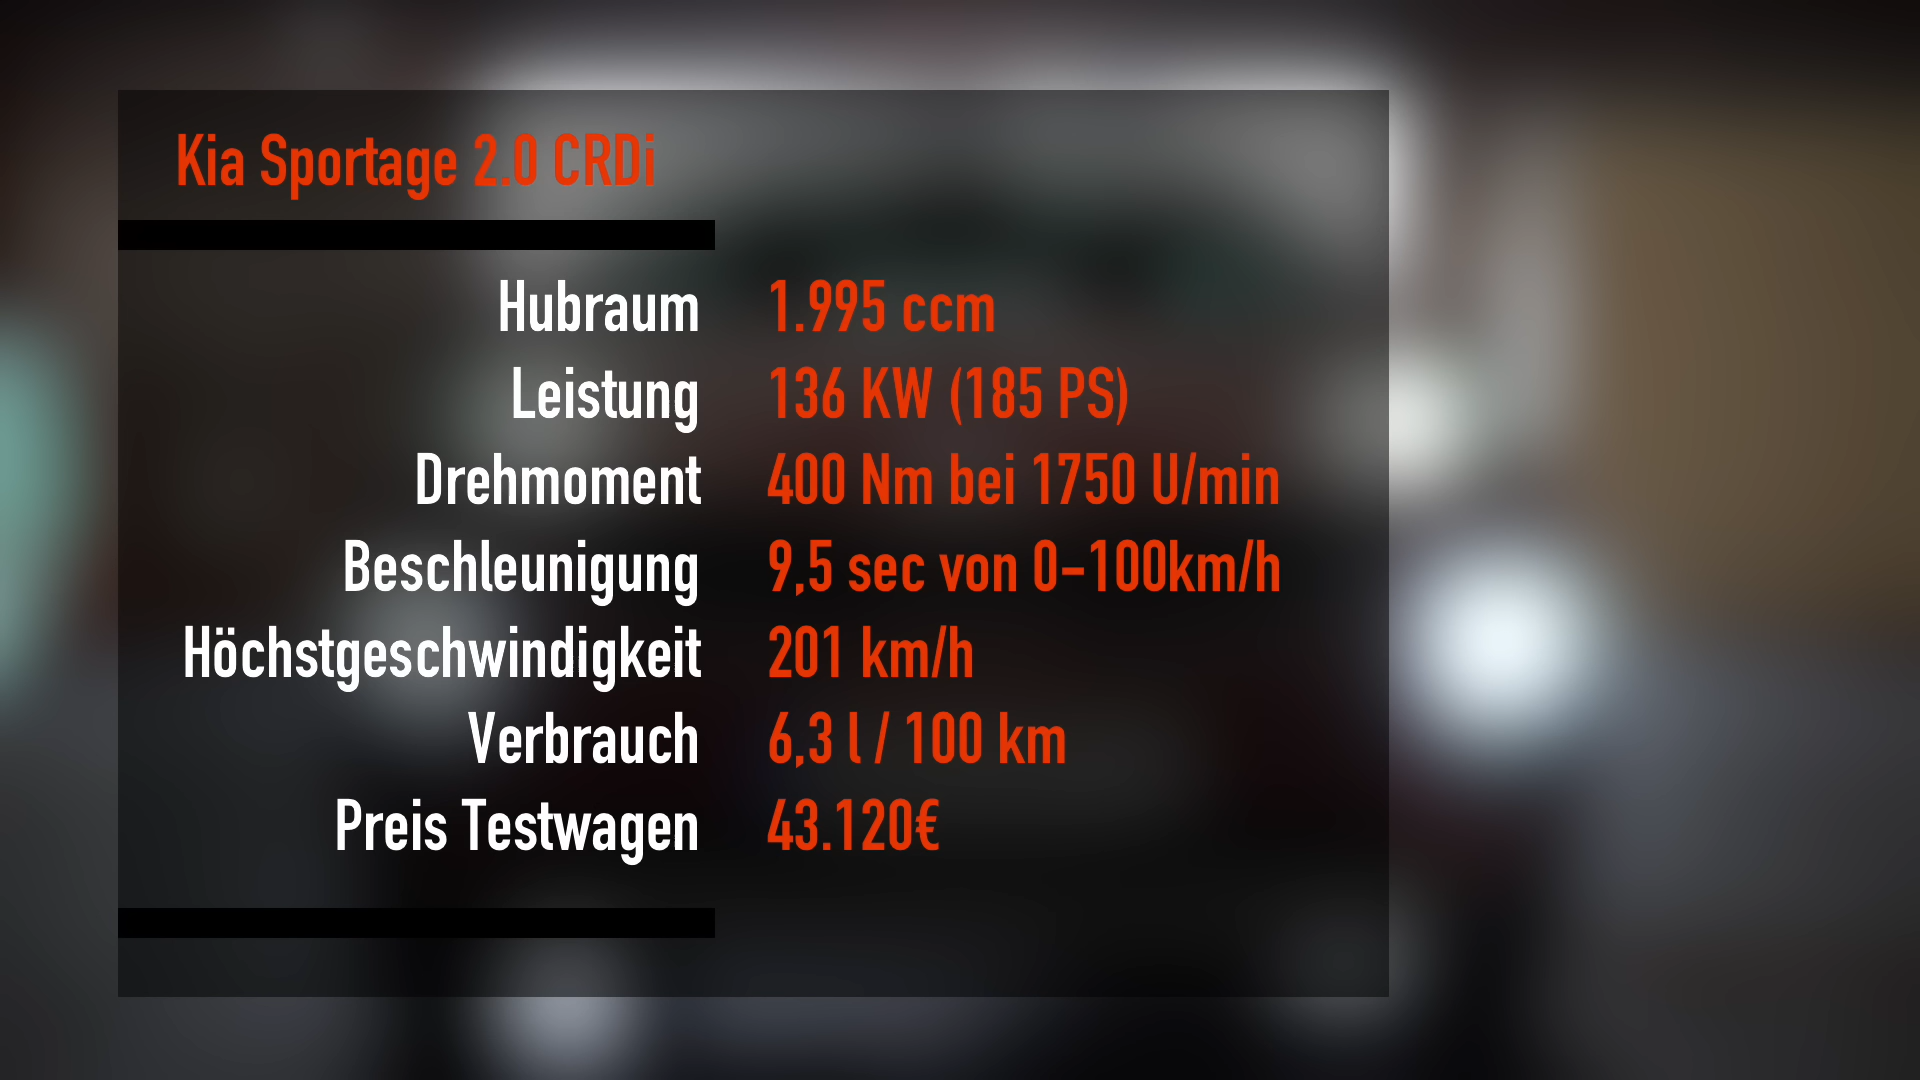 Kia Sportage 2.0 CRDi
Hubraum 1.995 ccm
Leistung 136 KW (185 PS)
Drehmoment 400 Nm bei 1750 U/min
Beschleunigung 9,5 sec von 0-100km/h
Höchstgeschwindigkeit 201 km/h
Verbrauch 6,3 l / 100 km
Preis Testwagen 43.120€